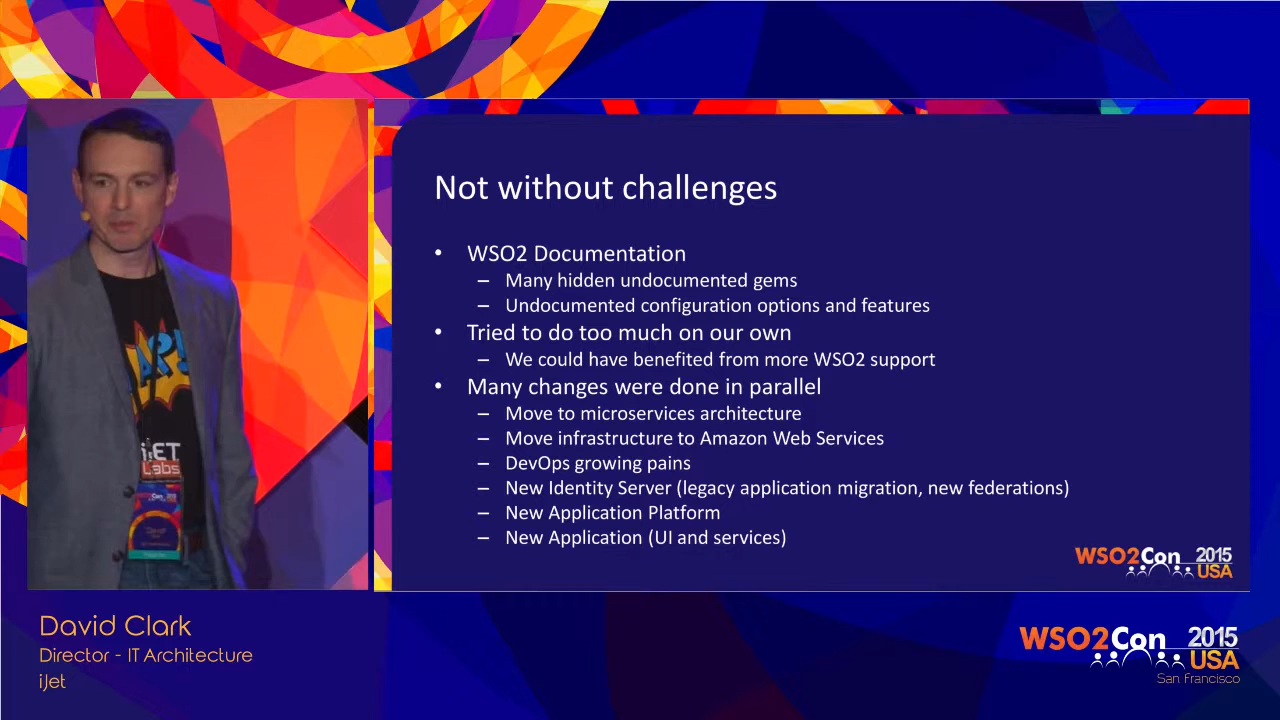 Not without challenges
• WSO2 Documentation
– Many hidden undocumented gems
– Undocumented configuration options and features
• Tried to do too much on our own
– We could have benefited from more WSO2 support
• Many changes were done in parallel
– Move to microservices architecture
– Move infrastructure to Amazon Web Services
– DevOps growing pains
– New Identity Server (legacy application migration, new federations)
– New Application Platform
– New Application (UI and services)
WSO2Con 2015
USA
iJET
Labs
David Clark
Director - IT Architecture
iJet
WSO2Con 2015
USA
San Francisco